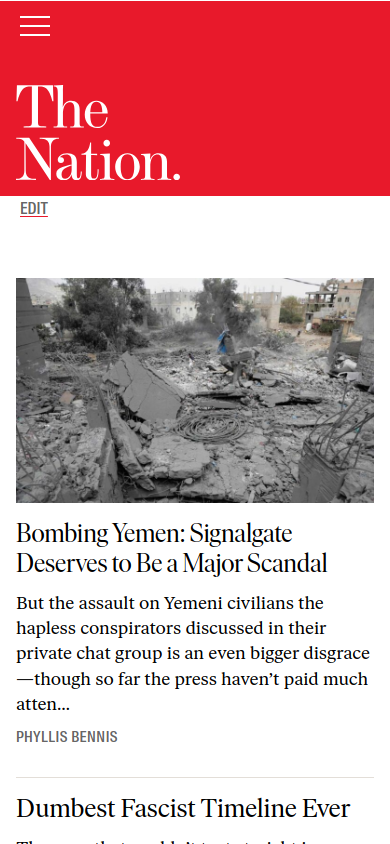 The
Nation.
EDIT
Bombing Yemen: Signalgate
Deserves to Be a Major Scandal
But the assault on Yemeni civilians the
hapless conspirators discussed in their
private chat group is an even bigger disgrace
—though so far the press haven’t paid much
atten...
PHYLLIS BENNIS
Dumbest Fascist Timeline Ever